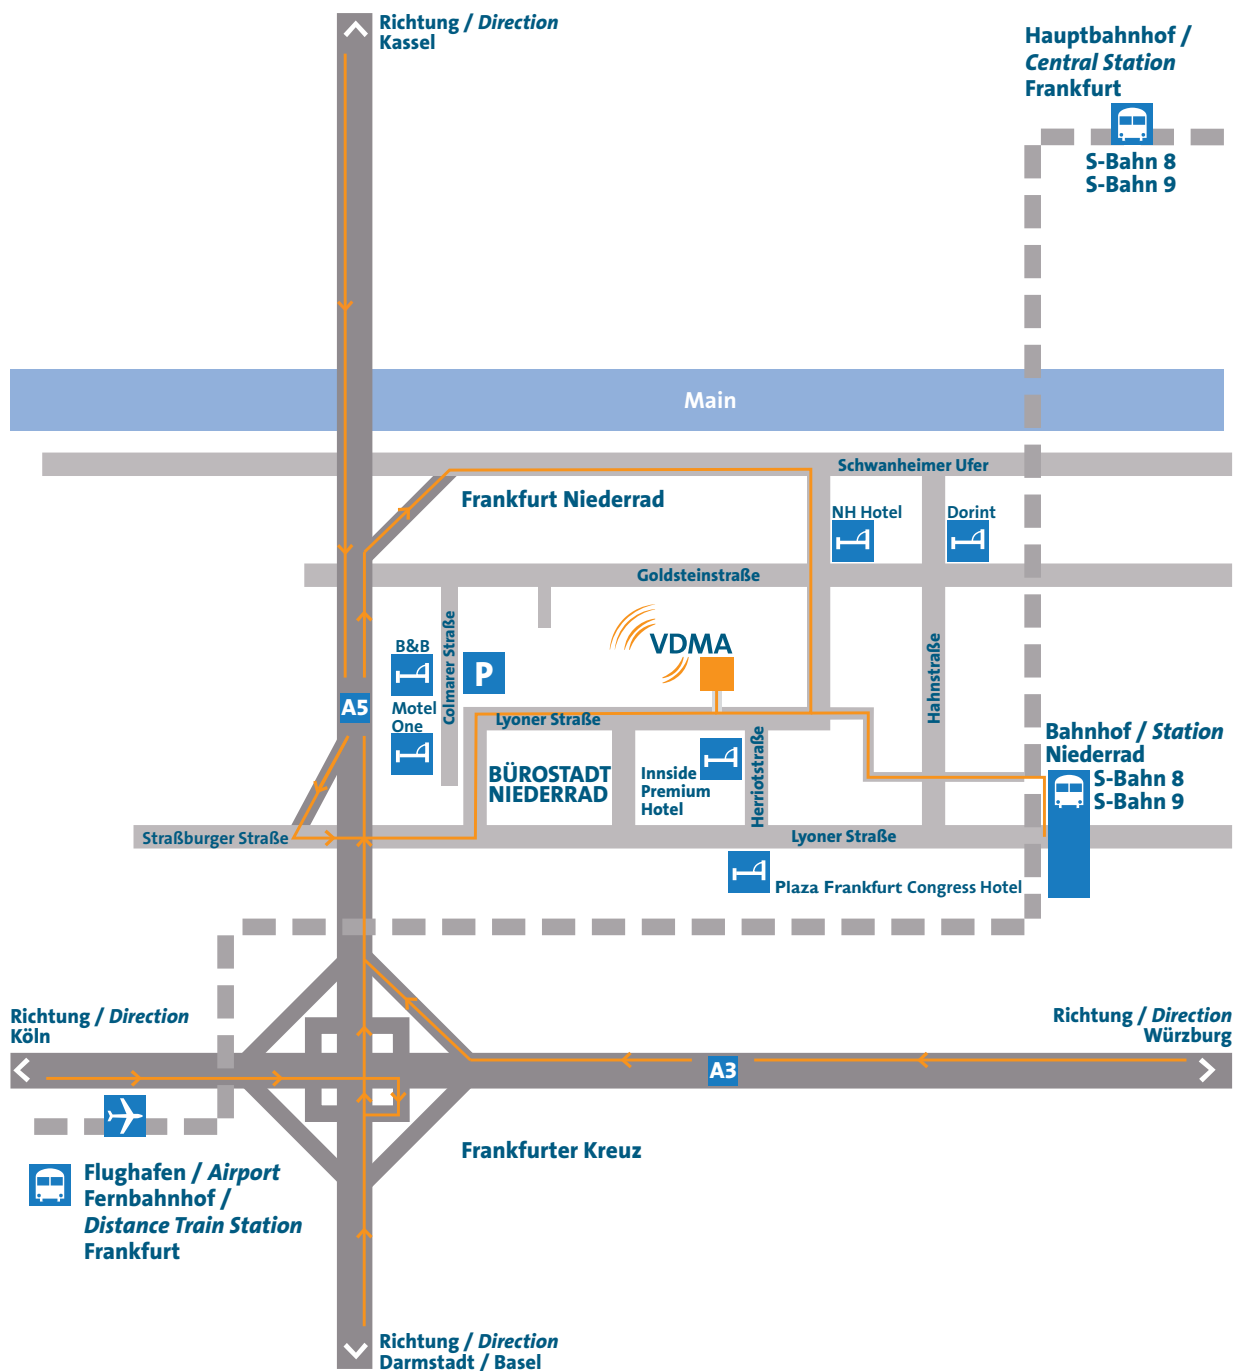 Richtung / Direction
Kassel
Hauptbahnhof /
Central Station
Frankfurt
S-Bahn 8
S-Bahn 9
Main
Schwanheimer Ufer
Frankfurt Niederrad
NH Hotel
Dorint
Goldsteinstraße
B&B
Colmarer Straße
P
VDMA
Hahnstraße
A5
Motel
One
Lyoner Straße
Herriotstraße
Bahnhof / Station
Niederrad
S-Bahn 8
S-Bahn 9
BÜROSTADT
NIEDERRAD
Innside
Premium
Hotel
Straßburger Straße
Lyoner Straße
Plaza Frankfurt Congress Hotel
Richtung / Direction
Köln
Richtung / Direction
Würzburg
A3
Frankfurter Kreuz
Flughafen / Airport
Fernbahnhof /
Distance Train Station
Frankfurt
Richtung / Direction
Darmstadt / Basel